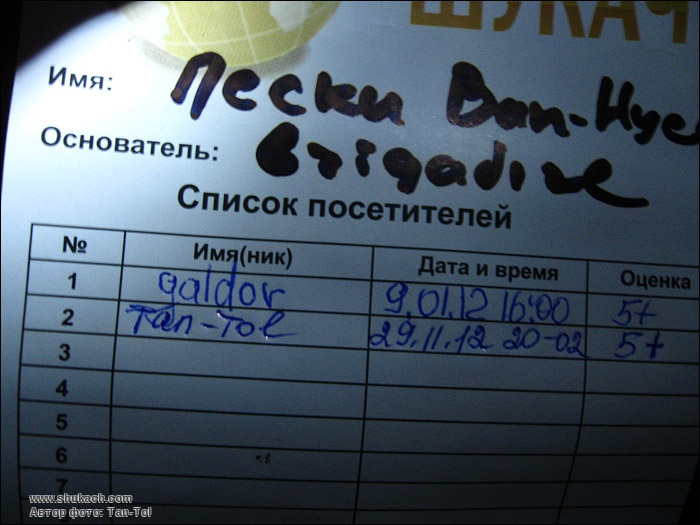 ШУКАЧ
Имя: Пески Ван-Нуе
Основатель: Brigadire
Список посетителей
№ Имя(ник) Дата и время Оценка
1 galdor 9.01.12 16:00 5+
2 Tan-Tol 29.11.12 20-02 5+
3
4
5
6
7
www.shukach.com
Автор фото: Tan-Tol